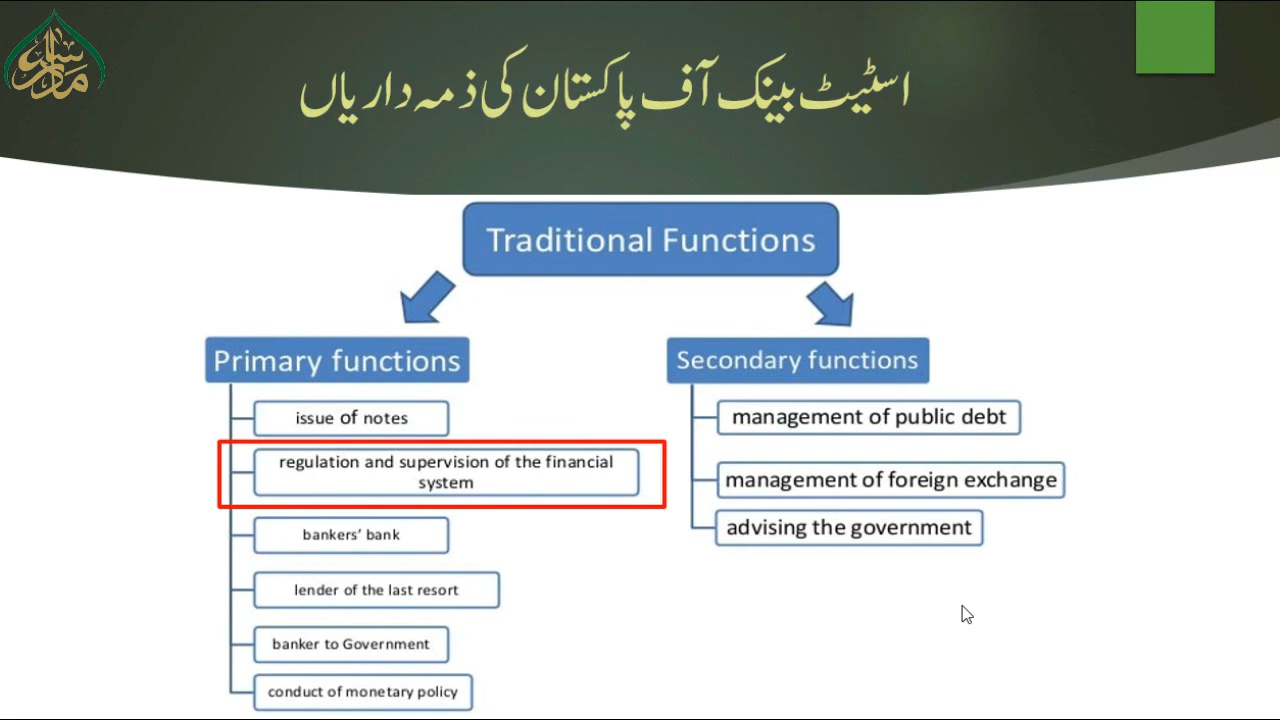 اسٹیٹ بینک آف پاکستان کی ذمہ داریاں
Traditional Functions
Primary functions
issue of notes
regulation and supervision of the financial
system
bankers’ bank
lender of the last resort
banker to Government
conduct of monetary policy
Secondary functions
management of public debt
management of foreign exchange
advising the government